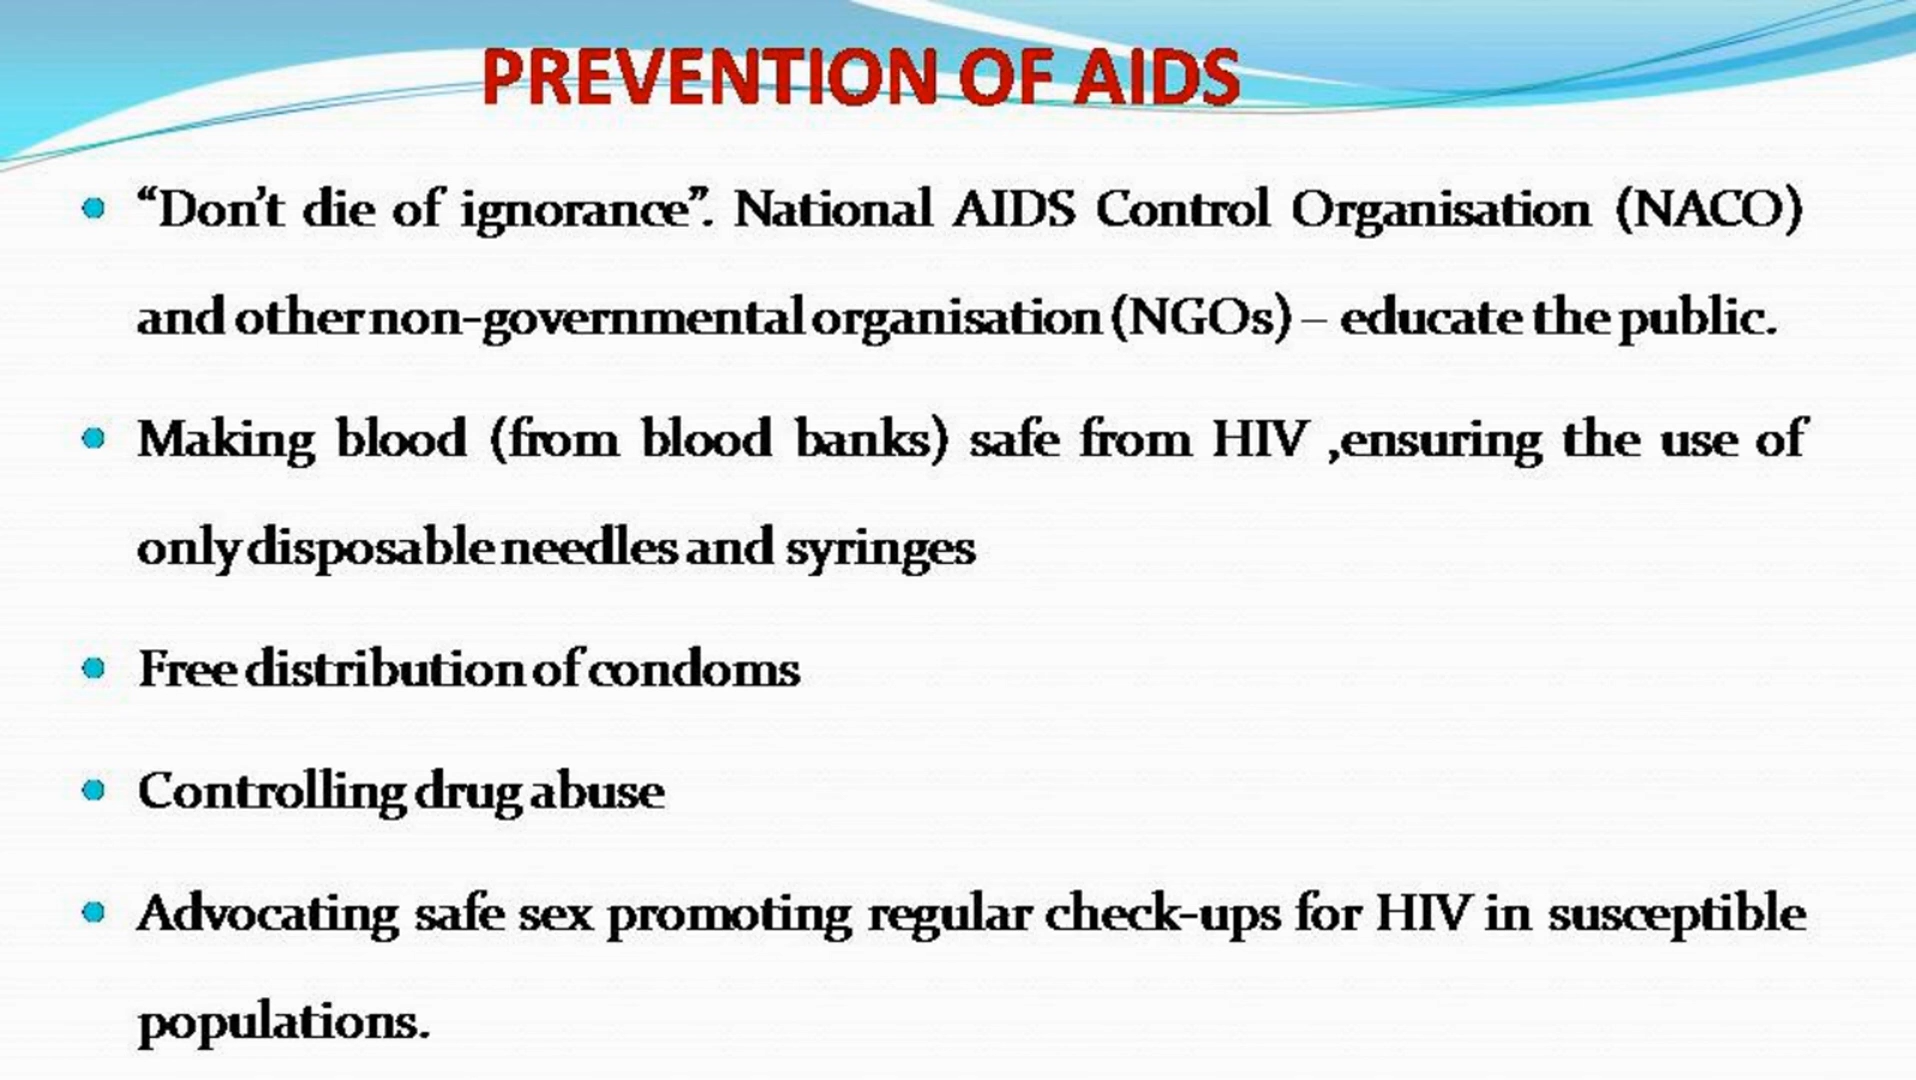 PREVENTION OF AIDS
“Don’t die of ignorance”. National AIDS Control Organisation (NACO)
and other non-governmental organisation (NGOs) – educate the public.
Making blood (from blood banks) safe from HIV ,ensuring the use of
only disposable needles and syringes
Free distribution of condoms
Controlling drug abuse
Advocating safe sex promoting regular check-ups for HIV in susceptible
populations.